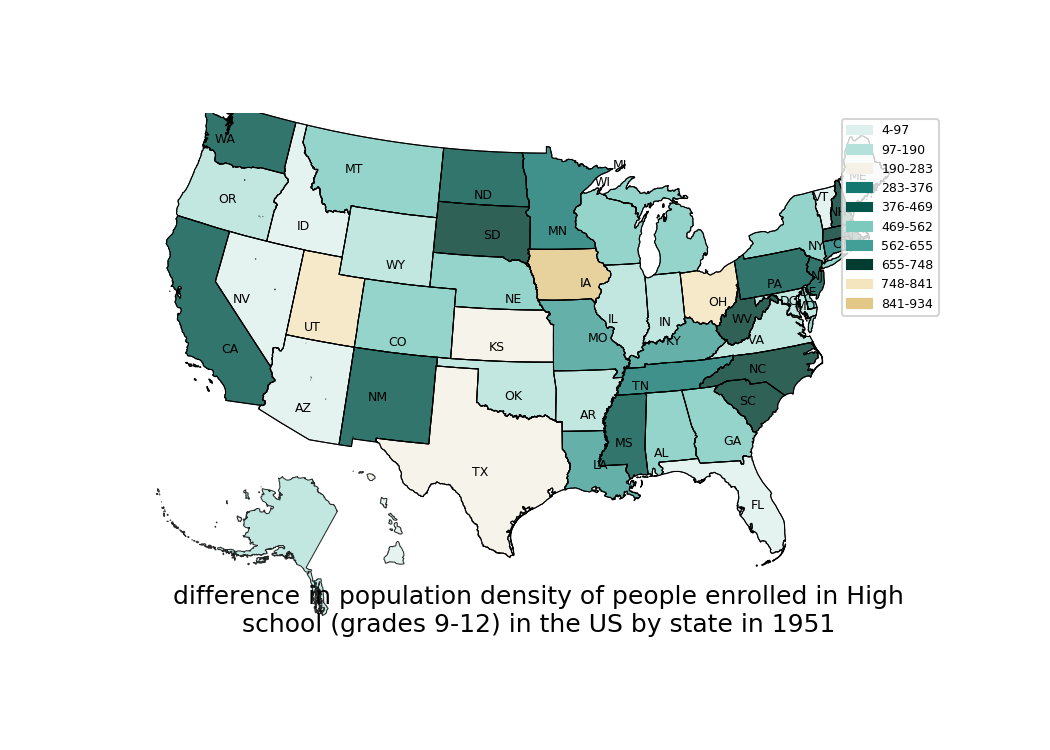 WA
MT
ND
MN
WI
MI
MI
OR
ID
SD
WY
NV
UT
CO
NE
IA
KS
MO
IL
IN
OH
KY
WV
VA
PA
NY
VT
ME
NJ
DE
MD
DC
CA
AZ
NM
OK
AR
TN
NC
SC
TX
LA
MS
AL
GA
FL
4-97
97-190
190-283
283-376
376-469
469-562
562-655
655-748
748-841
841-934
difference in population density of people enrolled in High
school (grades 9-12) in the US by state in 1951